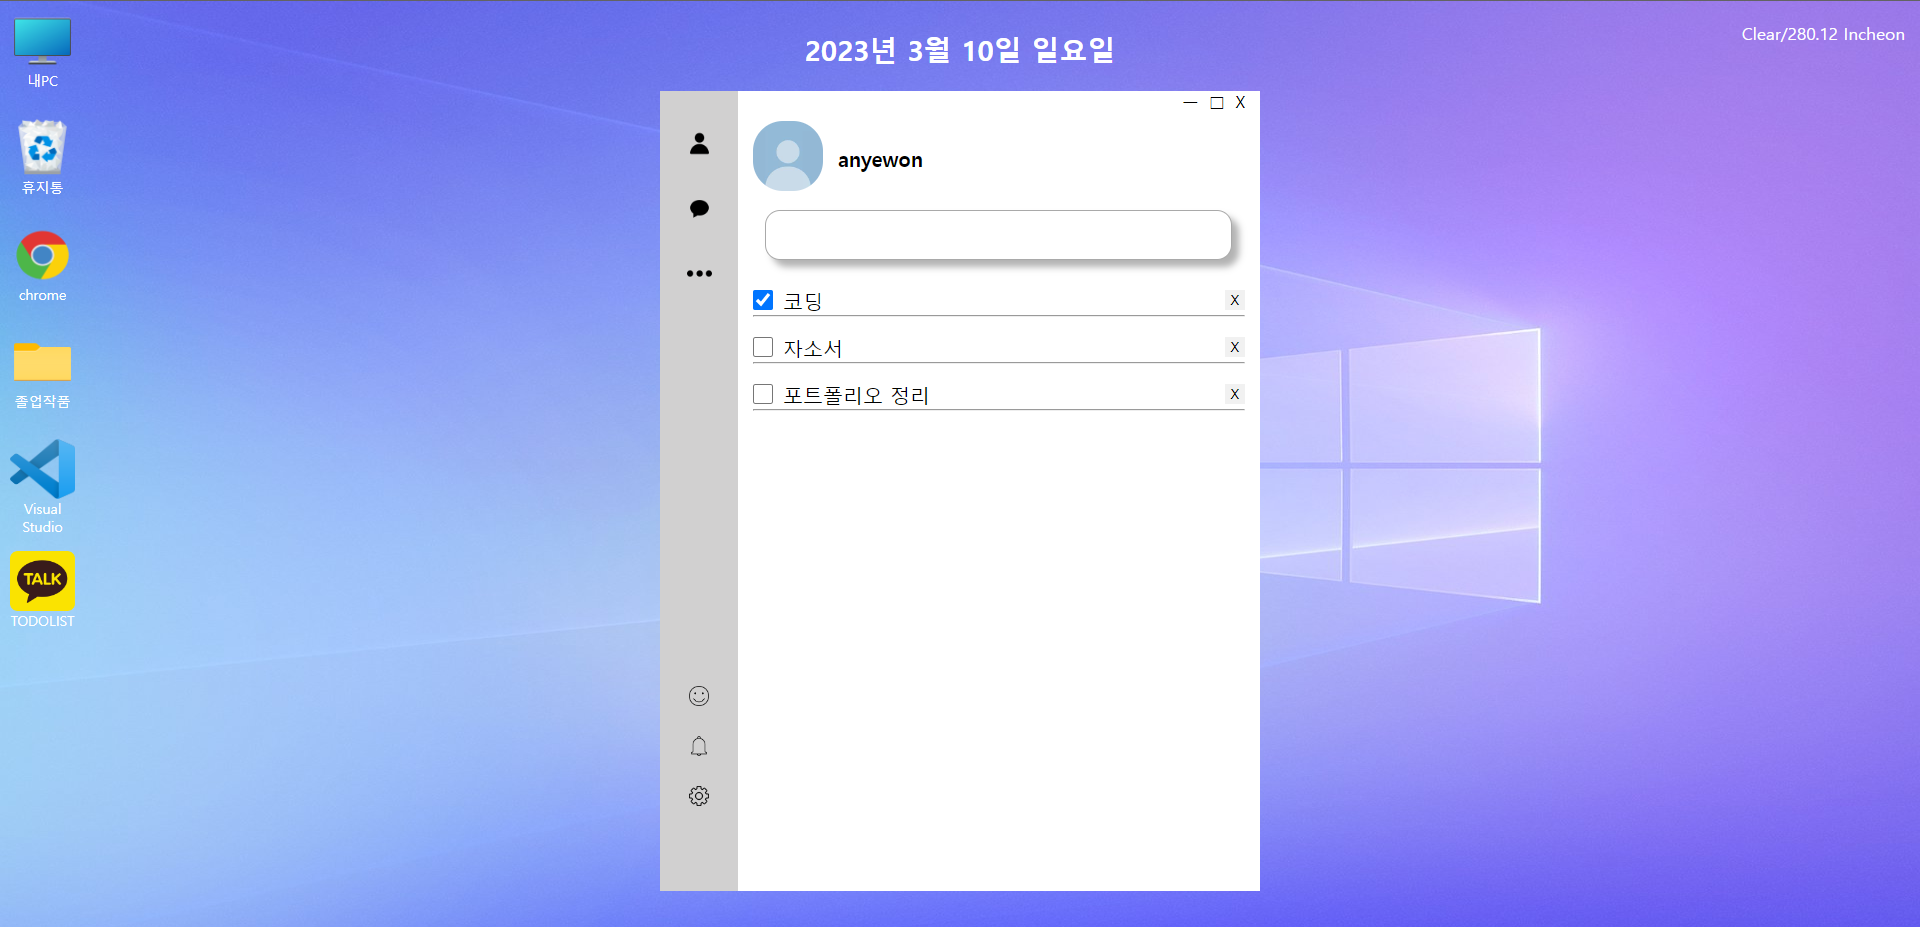 2023년 3월 10일 일요일
Clear/280.12 Incheon
내PC
휴지통
chrome
졸업작품
Visual
Studio
TALK
TODOLIST
X
anyewon
코딩 X
자소서 X
포트폴리오 정리 X